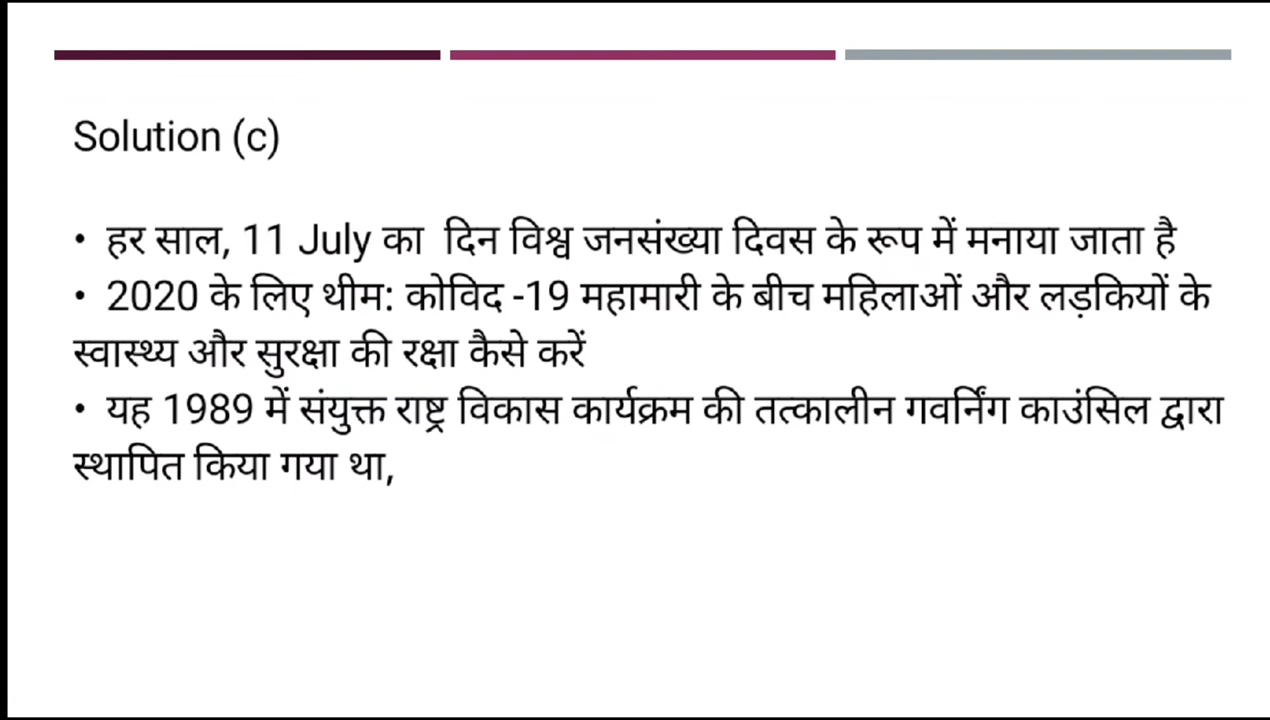 Solution (c)
• हर साल, 11 July का दिन विश्व जनसंख्या दिवस के रूप में मनाया जाता है
• 2020 के लिए थीम: कोविद -19 महामारी के बीच महिलाओं और लड़कियों के
स्वास्थ्य और सुरक्षा की रक्षा कैसे करें
• यह 1989 में संयुक्त राष्ट्र विकास कार्यक्रम की तत्कालीन गवर्निंग काउंसिल द्वारा
स्थापित किया गया था,